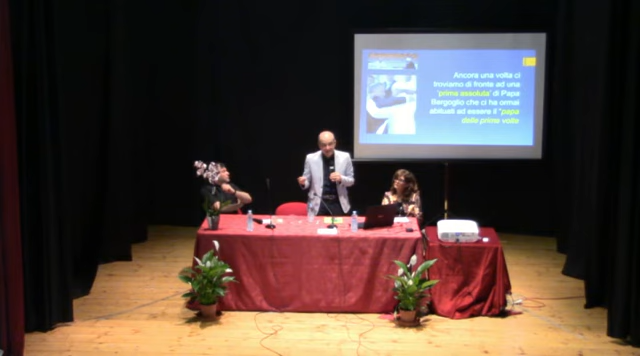 Ancora una volta ci
troviamo di fronte ad una
'prima assoluta' di Papa
Bergoglio che ci ha ormai
abituati ad essere il "papa
delle prime volte